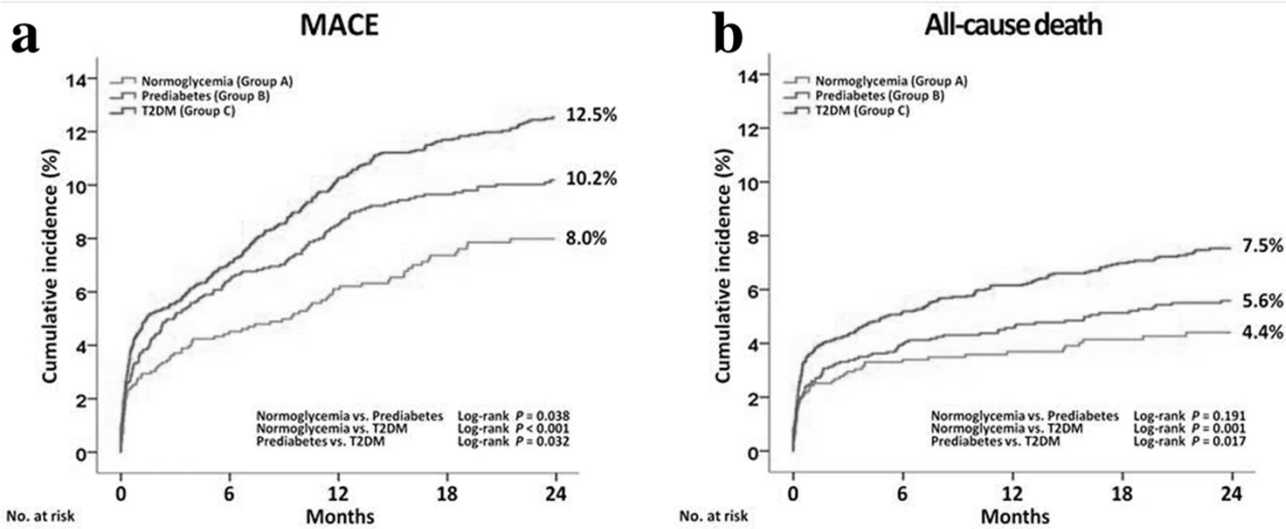 a
MACE
Cumulative incidence (%)
14
12
10
8
6
4
2
0
Normoglycemia (Group A)
Prediabetes (Group B)
T2DM (Group C)
12.5%
10.2%
8.0%
Normoglycemia vs. Prediabetes Log-rank P = 0.038
Normoglycemia vs. T2DM Log-rank P < 0.001
Prediabetes vs. T2DM Log-rank P = 0.032
0 6 12 18 24
No. at risk
Months
b
All-cause death
Cumulative incidence (%)
14
12
10
8
6
4
2
0
Normoglycemia (Group A)
Prediabetes (Group B)
T2DM (Group C)
7.5%
5.6%
4.4%
Normoglycemia vs. Prediabetes Log-rank P = 0.191
Normoglycemia vs. T2DM Log-rank P = 0.001
Prediabetes vs. T2DM Log-rank P = 0.017
0 6 12 18 24
No. at risk
Months